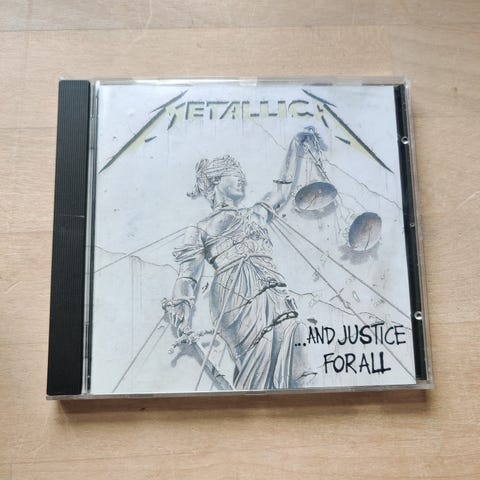 METALLICA
...AND JUSTICE
FOR ALL